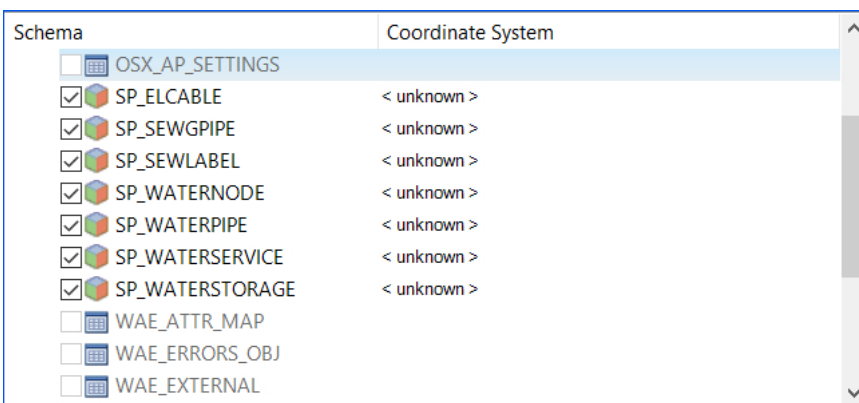 Schema Coordinate System
OSX_AP_SETTINGS
SP_ELCABLE < unknown >
SP_SEWGPIPE < unknown >
SP_SEWLABEL < unknown >
SP_WATERNODE < unknown >
SP_WATERPIPE < unknown >
SP_WATERSERVICE < unknown >
SP_WATERSTORAGE < unknown >
WAE_ATTR_MAP
WAE_ERRORS_OBJ
WAE_EXTERNAL